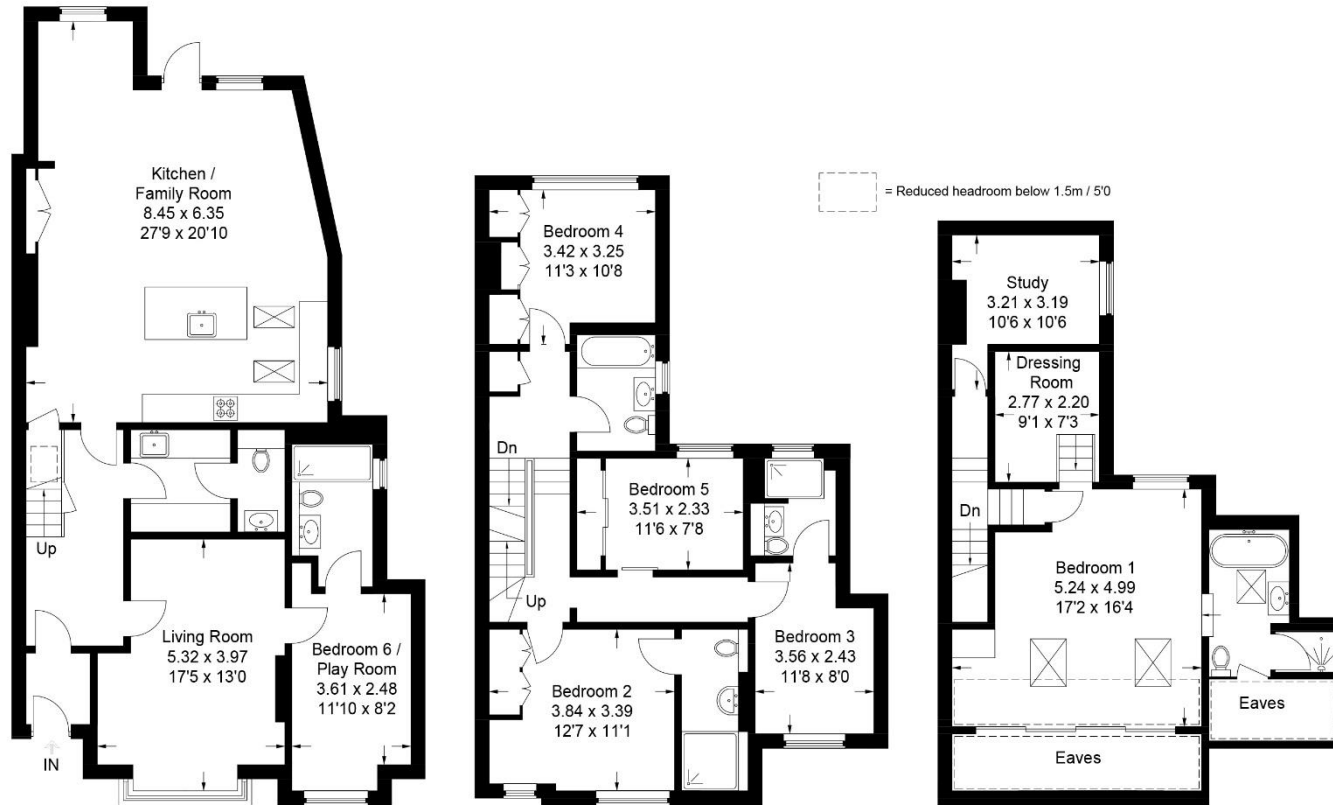 Kitchen /
Family Room
8.45 x 6.35
27'9 x 20'10
Up
Living Room
5.32 x 3.97
17'5 x 13'0
Bedroom 6 /
Play Room
3.61 x 2.48
11'10 x 8'2
IN
Bedroom 4
3.42 x 3.25
11'3 x 10'8
Dn
Bedroom 5
3.51 x 2.33
11'6 x 7'8
Up
Bedroom 3
3.56 x 2.43
11'8 x 8'0
Bedroom 2
3.84 x 3.39
12'7 x 11'1
= Reduced headroom below 1.5m / 5'0
Study
3.21 x 3.19
10'6 x 10'6
Dressing
Room
2.77 x 2.20
9'1 x 7'3
Dn
Bedroom 1
5.24 x 4.99
17'2 x 16'4
Eaves
Eaves